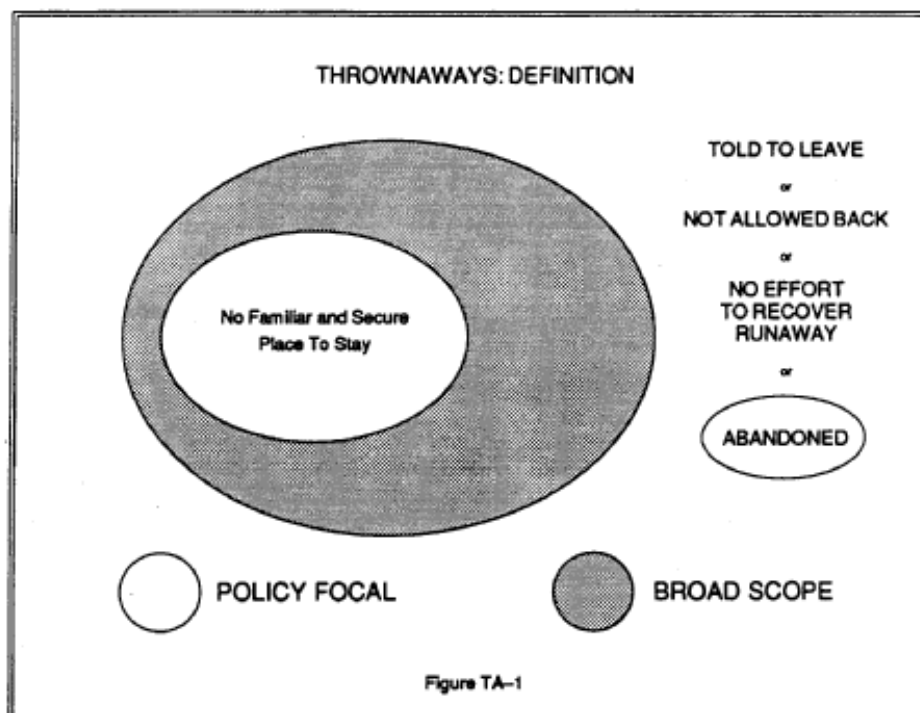 THROWNAWAYS: DEFINITION
No Familiar and Secure
Place To Stay
TOLD TO LEAVE
or
NOT ALLOWED BACK
or
NO EFFORT
TO RECOVER
RUNAWAY
or
ABANDONED
POLICY FOCAL
BROAD SCOPE
Figure TA–1